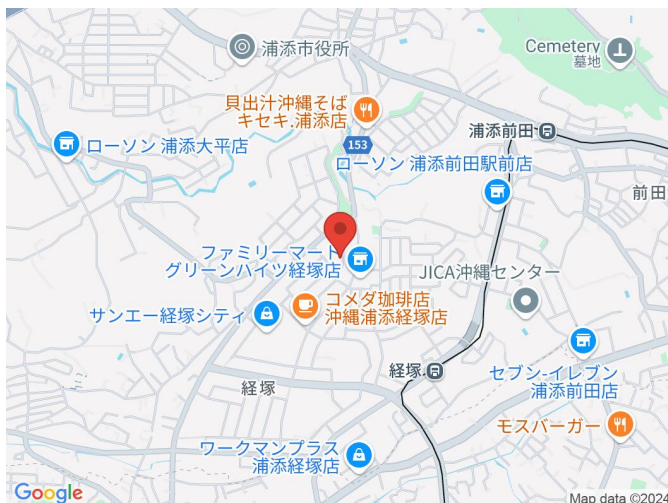 浦添市役所
Cemetery
墓地
貝出汁沖縄そば
キセキ.浦添店
浦添前田
153
ローソン 浦添大平店
ローソン 浦添前田駅前店
前田
ファミリーマート
グリーンハイツ経塚店
JICA沖縄センター
コメダ珈琲店
沖縄浦添経塚店
サンエー経塚シティ
経塚
セブン-イレブン
浦添前田店
経塚
モスバーガー
ワークマンプラス
浦添経塚店
Google
Map data ©2024